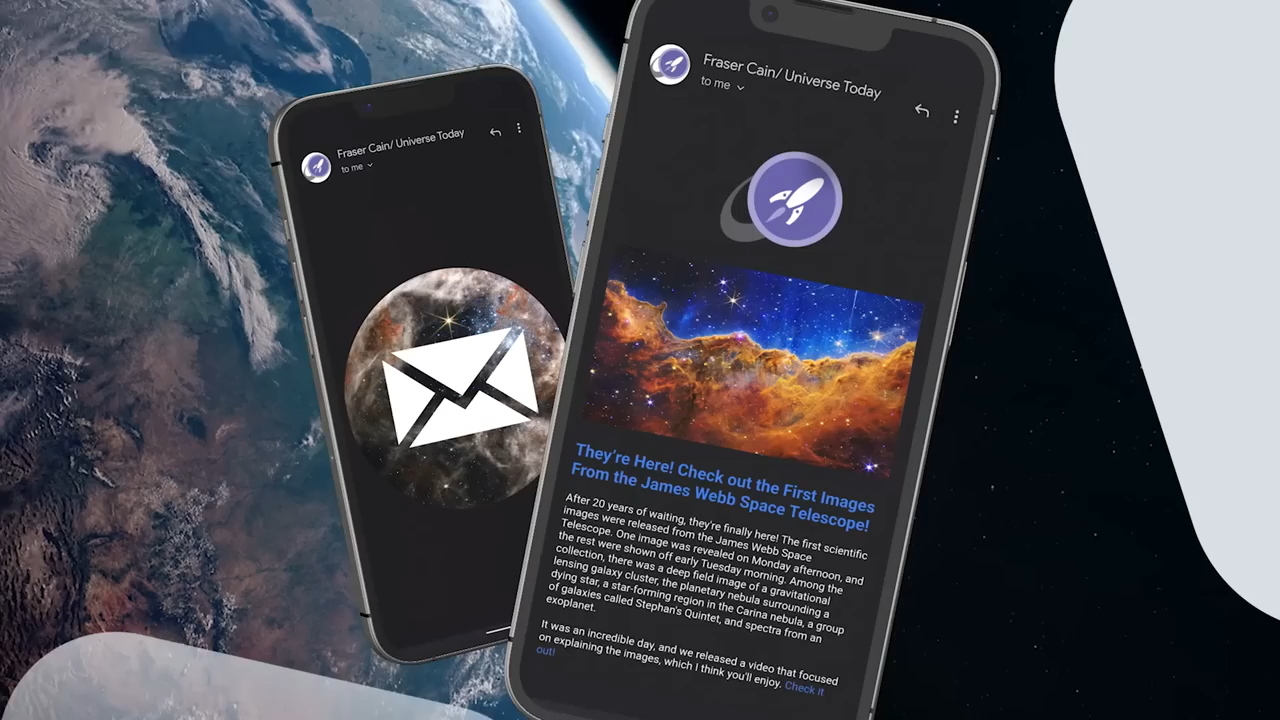 Fraser Cain/ Universe Today
to me
Fraser Cain/ Universe Today
to me
They're Here! Check out the First Images
From the James Webb Space Telescope!
After 20 years of waiting, they're finally here! The first scientific
images were released from the James Webb Space
Telescope. One image was revealed on Monday afternoon, and
the rest were shown off early Tuesday morning. Among the
collection, there was a deep field image of a gravitational
lensing galaxy cluster, the planetary nebula surrounding a
dying star, a star-forming region in the Carina nebula, a group
of galaxies called Stephan's Quintet, and spectra from an
exoplanet.
It was an incredible day, and we released a video that focused
on explaining the images, which I think you'll enjoy. Check it
out!